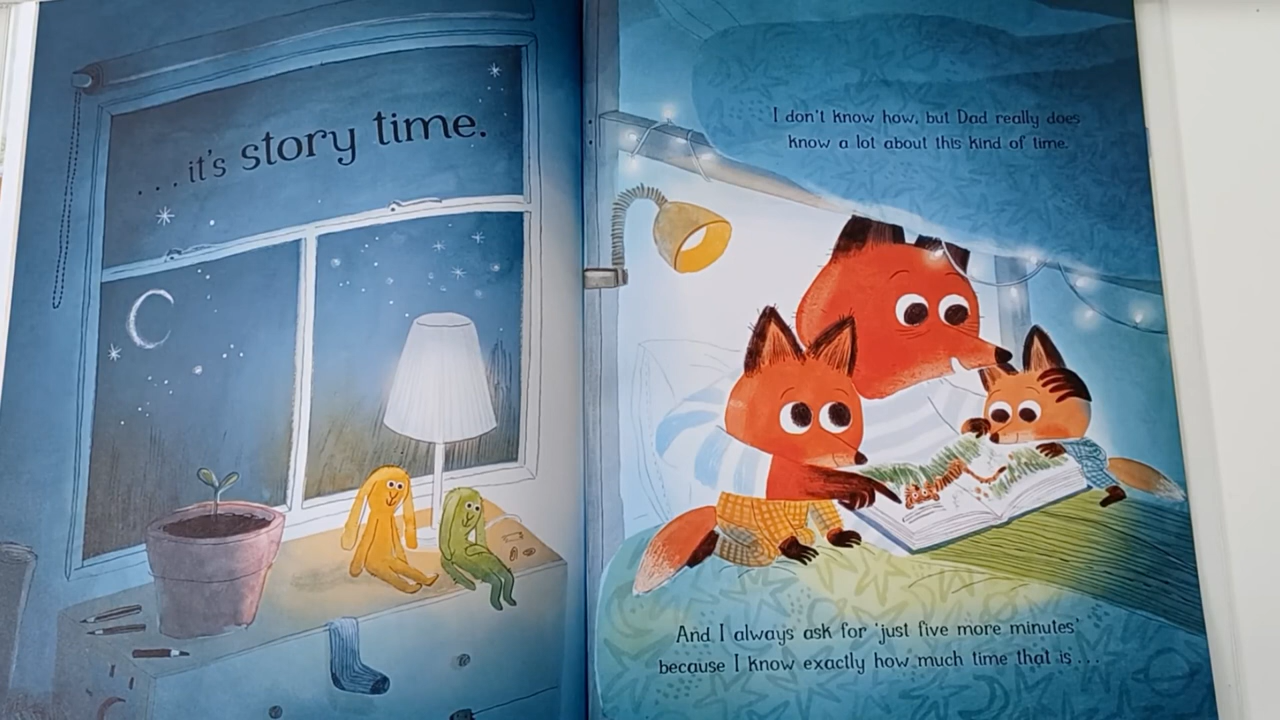 ...it's story time.
I don't know how, but Dad really does
know a lot about this kind of time.
And I always ask for 'just five more minutes'
because I know exactly how much time that is...